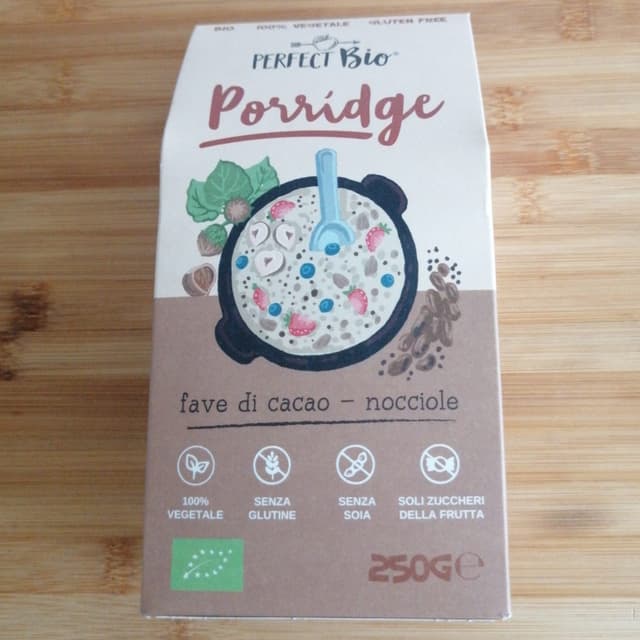 BIO 100% VEGETALE GLUTEN FREE
PERFECT Bio®
Porridge
fave di cacao – nocciole
100% VEGETALE
SENZA GLUTINE
SENZA SOIA
SOLI ZUCCHERI DELLA FRUTTA
250G℮